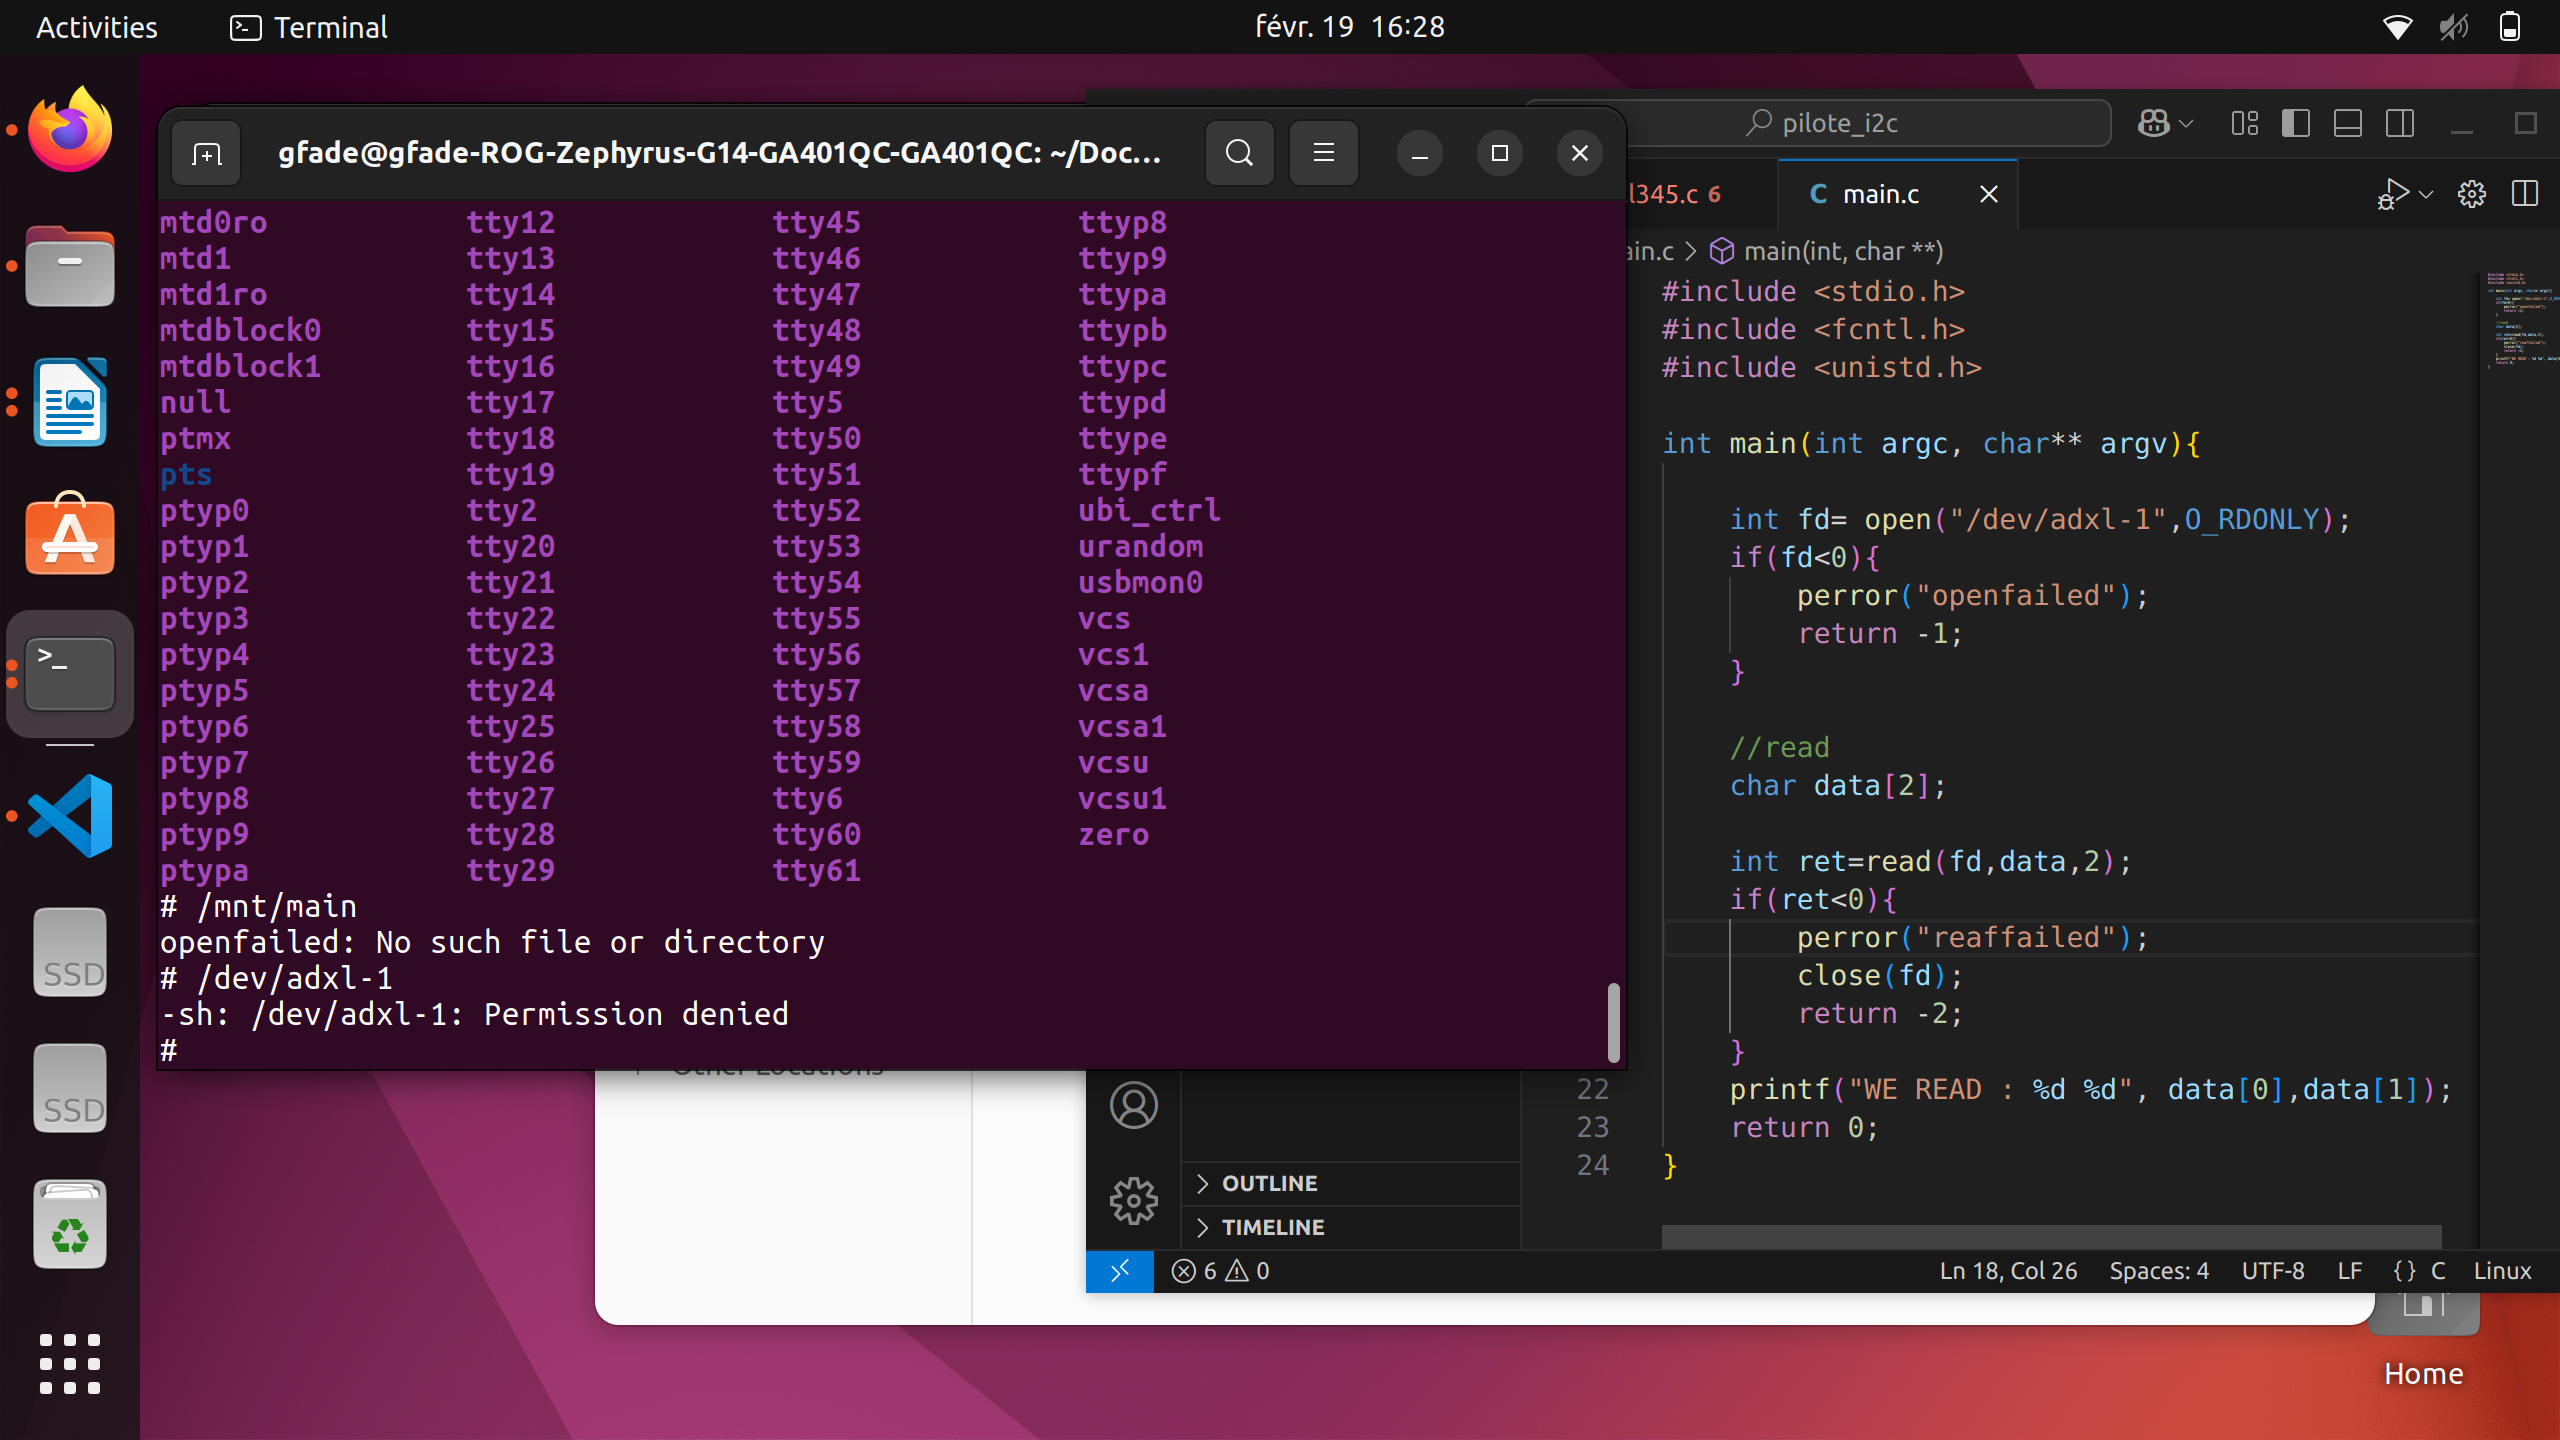 Activities
Terminal
févr. 19 16:28
gfade@gfade-ROG-Zephyrus-G14-GA401QC-GA401QC: ~/Doc...
mtd0ro tty12 tty45 ttyp8
mtd1 tty13 tty46 ttyp9
mtd1ro tty14 tty47 ttypa
mtdblock0 tty15 tty48 ttypb
mtdblock1 tty16 tty49 ttypc
null tty17 tty5 ttypd
ptmx tty18 tty50 ttype
pts tty19 tty51 ttypf
ptyp0 tty2 tty52 ubi_ctrl
ptyp1 tty20 tty53 urandom
ptyp2 tty21 tty54 usbmon0
ptyp3 tty22 tty55 vcs
ptyp4 tty23 tty56 vcs1
ptyp5 tty24 tty57 vcsa
ptyp6 tty25 tty58 vcsa1
ptyp7 tty26 tty59 vcsu
ptyp8 tty27 tty6 vcsu1
ptyp9 tty28 tty60 zero
ptypa tty29 tty61
# /mnt/main
openfailed: No such file or directory
# /dev/adxl-1
-sh: /dev/adxl-1: Permission denied
#
Other Locations
pilote_i2c
l345.c 6
C main.c
ain.c > main(int, char **)
#include <stdio.h>
#include <fcntl.h>
#include <unistd.h>
int main(int argc, char** argv){
int fd= open("/dev/adxl-1",O_RDONLY);
if(fd<0){
perror("openfailed");
return -1;
}
//read
char data[2];
int ret=read(fd,data,2);
if(ret<0){
perror("reaffailed");
close(fd);
return -2;
}
22 printf("WE READ : %d %d", data[0],data[1]);
23 return 0;
24 }
OUTLINE
TIMELINE
6 0
Ln 18, Col 26 Spaces: 4 UTF-8 LF {} C Linux
SSD
SSD
Home